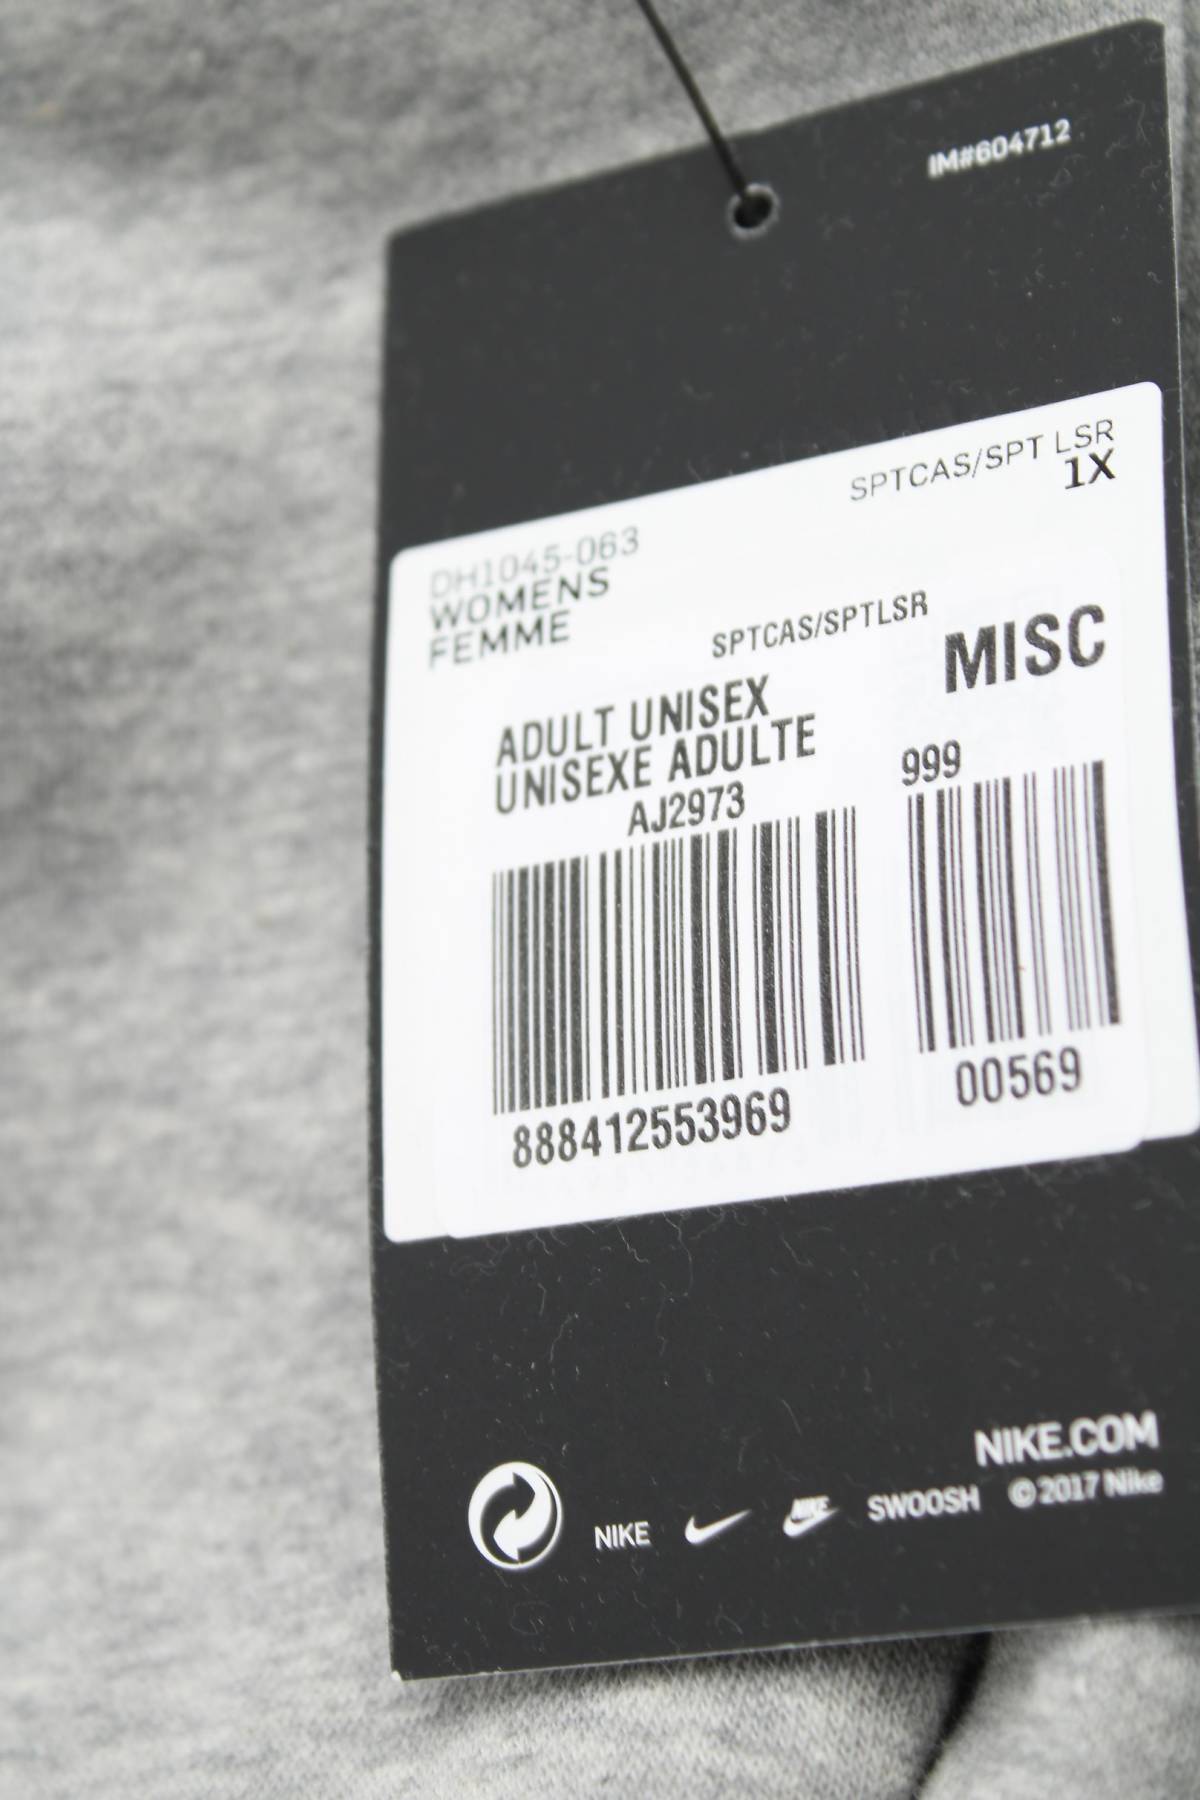 IM#604712
SPTCAS/SPT LSR
1X
DH1045-063
WOMENS
FEMME
SPTCAS/SPTLSR
MISC
ADULT UNISEX
UNISEXE ADULTE
AJ2973
999
888412553969
00569
NIKE.COM
NIKE NIKE SWOOSH © 2017 Nike